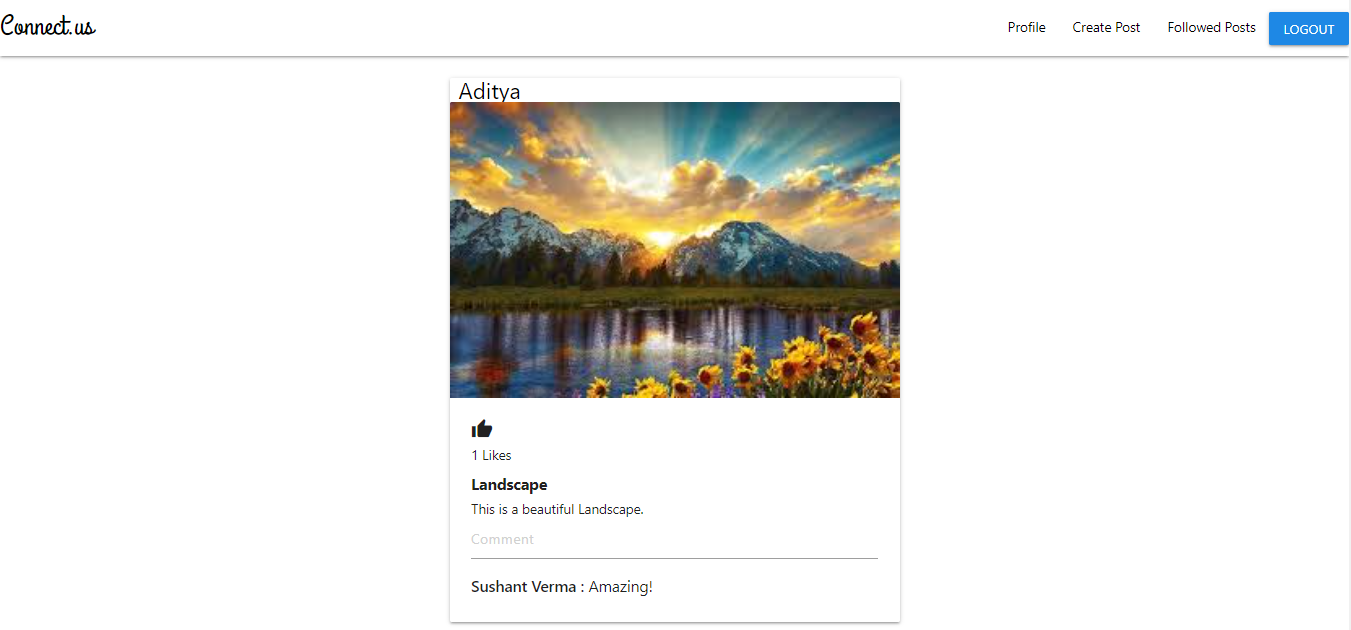 Connect.us
Profile Create Post Followed Posts LOGOUT
Aditya
1 Likes
Landscape
This is a beautiful Landscape.
Comment
Sushant Verma : Amazing!